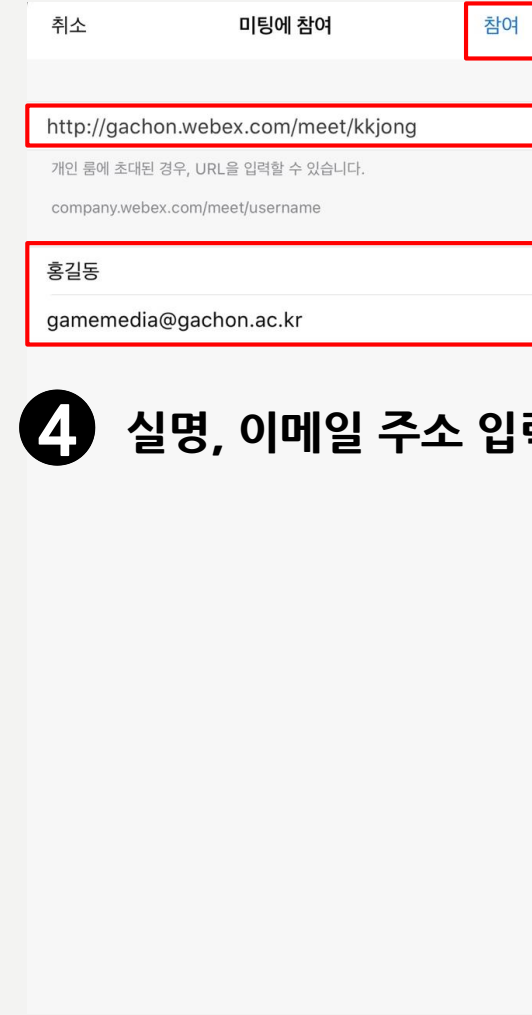 취소 미팅에 참여 참여
http://gachon.webex.com/meet/kkjong
개인 룸에 초대된 경우, URL을 입력할 수 있습니다.
company.webex.com/meet/username
홍길동
gamemedia@gachon.ac.kr
4 실명, 이메일 주소 입